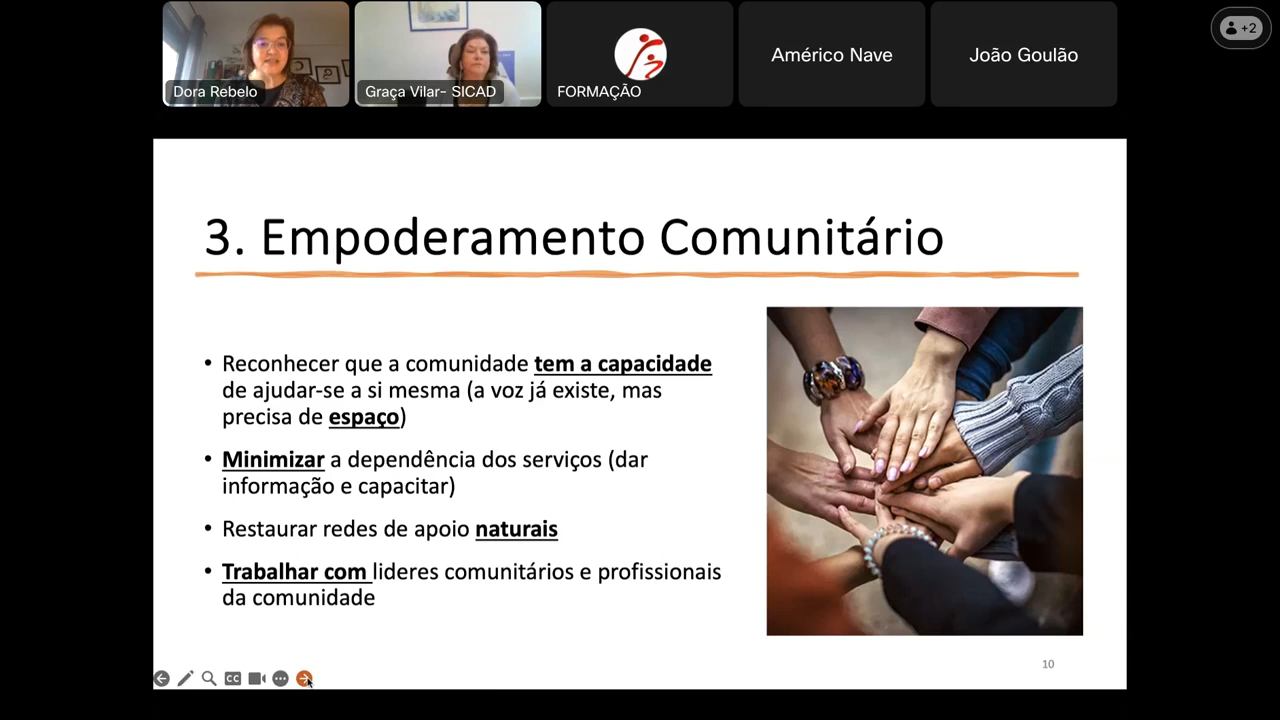 Dora Rebelo
Graça Vilar- SICAD
FORMAÇÃO
Américo Nave
João Goulão
+2
3. Empoderamento Comunitário
• Reconhecer que a comunidade tem a capacidade
de ajudar-se a si mesma (a voz já existe, mas
precisa de espaço)
• Minimizar a dependência dos serviços (dar
informação e capacitar)
• Restaurar redes de apoio naturais
• Trabalhar com lideres comunitários e profissionais
da comunidade
10
CC